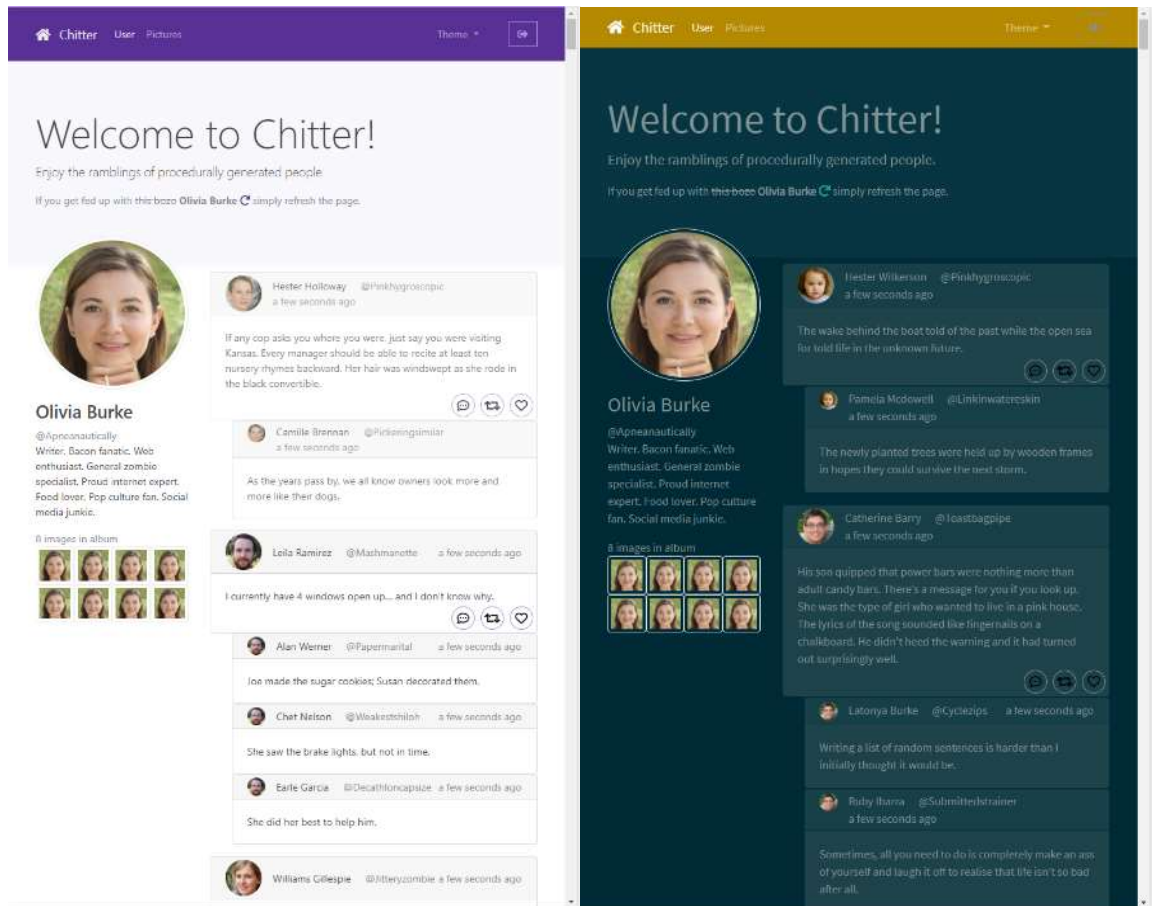 Chitter User Pictures Theme
Welcome to Chitter!
Enjoy the ramblings of procedurally generated people
If you get fed up with this bozo Olivia Burke simply refresh the page.
Olivia Burke
@Apneanautically
Writer. Bacon fanatic. Web
enthusiast. General zombie
specialist. Proud internet expert.
Food lover. Pop culture fan. Social
media junkie.
8 images in album
Hester Holloway @Pinkhygroscopic
a few seconds ago
If any cop asks you where you were, just say you were visiting
Kansas. Every manager should be able to recite at least ten
nursery rhymes backward. Her hair was windswept as she rode in
the black convertible.
Camille Brennan @Pickeringsimilar
a few seconds ago
As the years pass by, we all know owners look more and
more like their dogs.
Leila Ramirez @Mashmanette a few seconds ago
I currently have 4 windows open up... and I don't know why.
Alan Werner @Papermarital a few seconds ago
Joe made the sugar cookies; Susan decorated them.
Chet Nelson @Weakestshiloh a few seconds ago
She saw the brake lights, but not in time.
Earle Garcia @Decathloncapsize a few seconds ago
She did her best to help him.
Williams Gillespie @Jitteryzombie a few seconds ago
Chitter User Pictures Theme
Welcome to Chitter!
Enjoy the ramblings of procedurally generated people.
If you get fed up with this bozo Olivia Burke simply refresh the page.
Olivia Burke
@Apneanautically
Writer. Bacon fanatic. Web
enthusiast. General zombie
specialist. Proud internet
expert. Food lover. Pop culture
fan. Social media junkie.
8 images in album
Hester Wilkerson @Pinkhygroscopic
a few seconds ago
The wake behind the boat told of the past while the open sea
for told life in the unknown future.
Pamela Mcdowell @Linkinwatereskin
a few seconds ago
The newly planted trees were held up by wooden frames
in hopes they could survive the next storm.
Catherine Barry @Toastbagpipe
a few seconds ago
His son quipped that power bars were nothing more than
adult candy bars. There's a message for you if you look up.
She was the type of girl who wanted to live in a pink house.
The lyrics of the song sounded like fingernails on a
chalkboard. He didn't heed the warning and it had turned
out surprisingly well.
Latonya Burke @Cyclezips a few seconds ago
Writing a list of random sentences is harder than I
initially thought it would be.
Ruby Ibarra @Submittedstrainer
a few seconds ago
Sometimes, all you need to do is completely make an ass
of yourself and laugh it off to realise that life isn't so bad
after all.